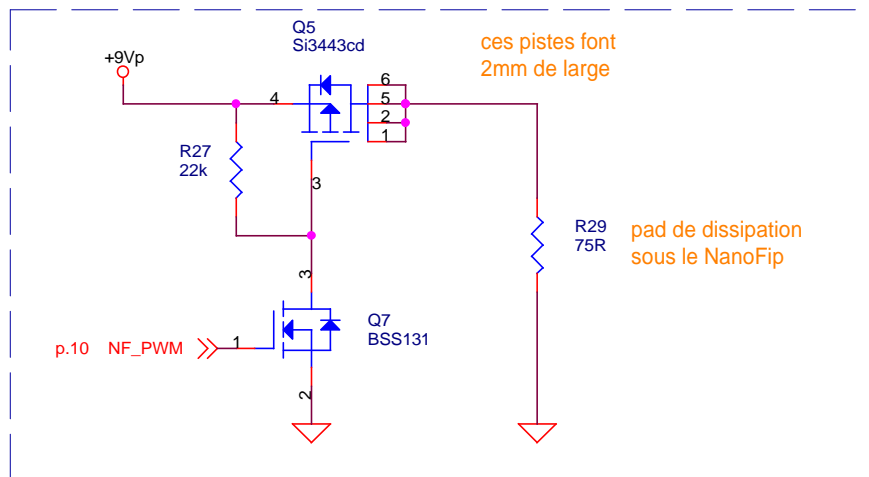 Q5
Si3443cd
ces pistes font
2mm de large
+9Vp
6
4
5
2
1
R27
22k
3
R29
75R
pad de dissipation
sous le NanoFip
3
Q7
BSS131
p.10 NF_PWM
1
2